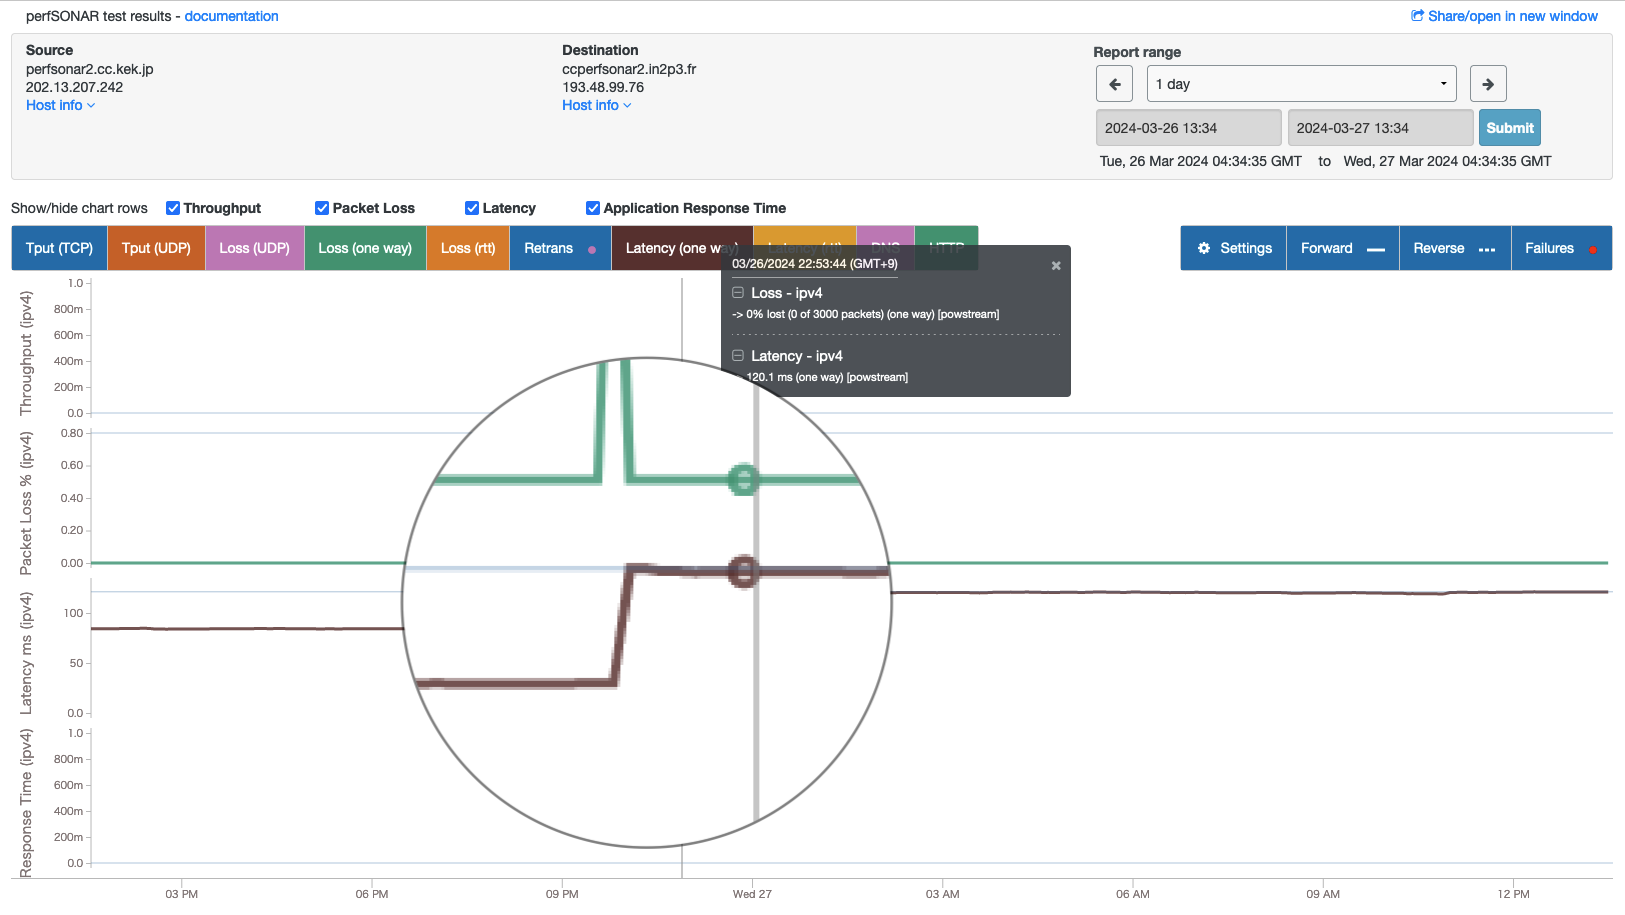 perfSONAR test results - documentation
Share/open in new window
Source
perfsonar2.cc.kek.jp
202.13.207.242
Host info
Destination
ccperfsonar2.in2p3.fr
193.48.99.76
Host info
Report range
1 day
2024-03-26 13:34
2024-03-27 13:34
Submit
Tue, 26 Mar 2024 04:34:35 GMT to Wed, 27 Mar 2024 04:34:35 GMT
Show/hide chart rows Throughput Packet Loss Latency Application Response Time
Tput (TCP) Tput (UDP) Loss (UDP) Loss (one way) Loss (rtt) Retrans Latency (one way) Latency (rtt) DNS HTTP
Settings Forward Reverse Failures
03/26/2024 22:53:44 (GMT+9)
Loss - ipv4
-> 0% lost (0 of 3000 packets) (one way) [powstream]
Latency - ipv4
120.1 ms (one way) [powstream]
Throughput (ipv4)
1.0
800m
600m
400m
200m
0.0
Packet Loss % (ipv4)
0.80
0.60
0.40
0.20
0.00
Latency ms (ipv4)
100
50
0.0
Response Time (ipv4)
1.0
800m
600m
400m
200m
0.0
03 PM 06 PM 09 PM Wed 27 03 AM 06 AM 09 AM 12 PM